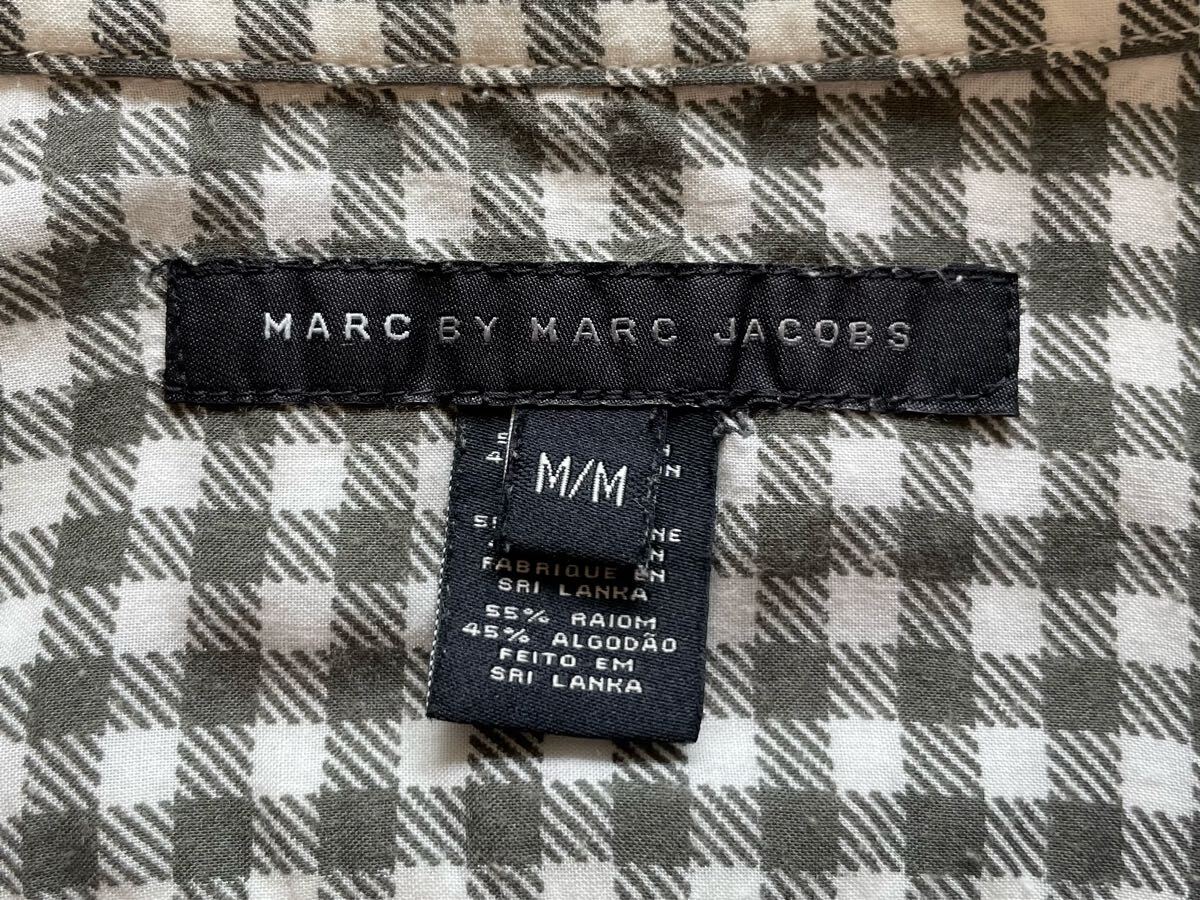 MARC BY MARC JACOBS
M/M
FABRIQUE EN
SRI LANKA
55% RAIOM
45% ALGODÃO
FEITO EM
SRI LANKA